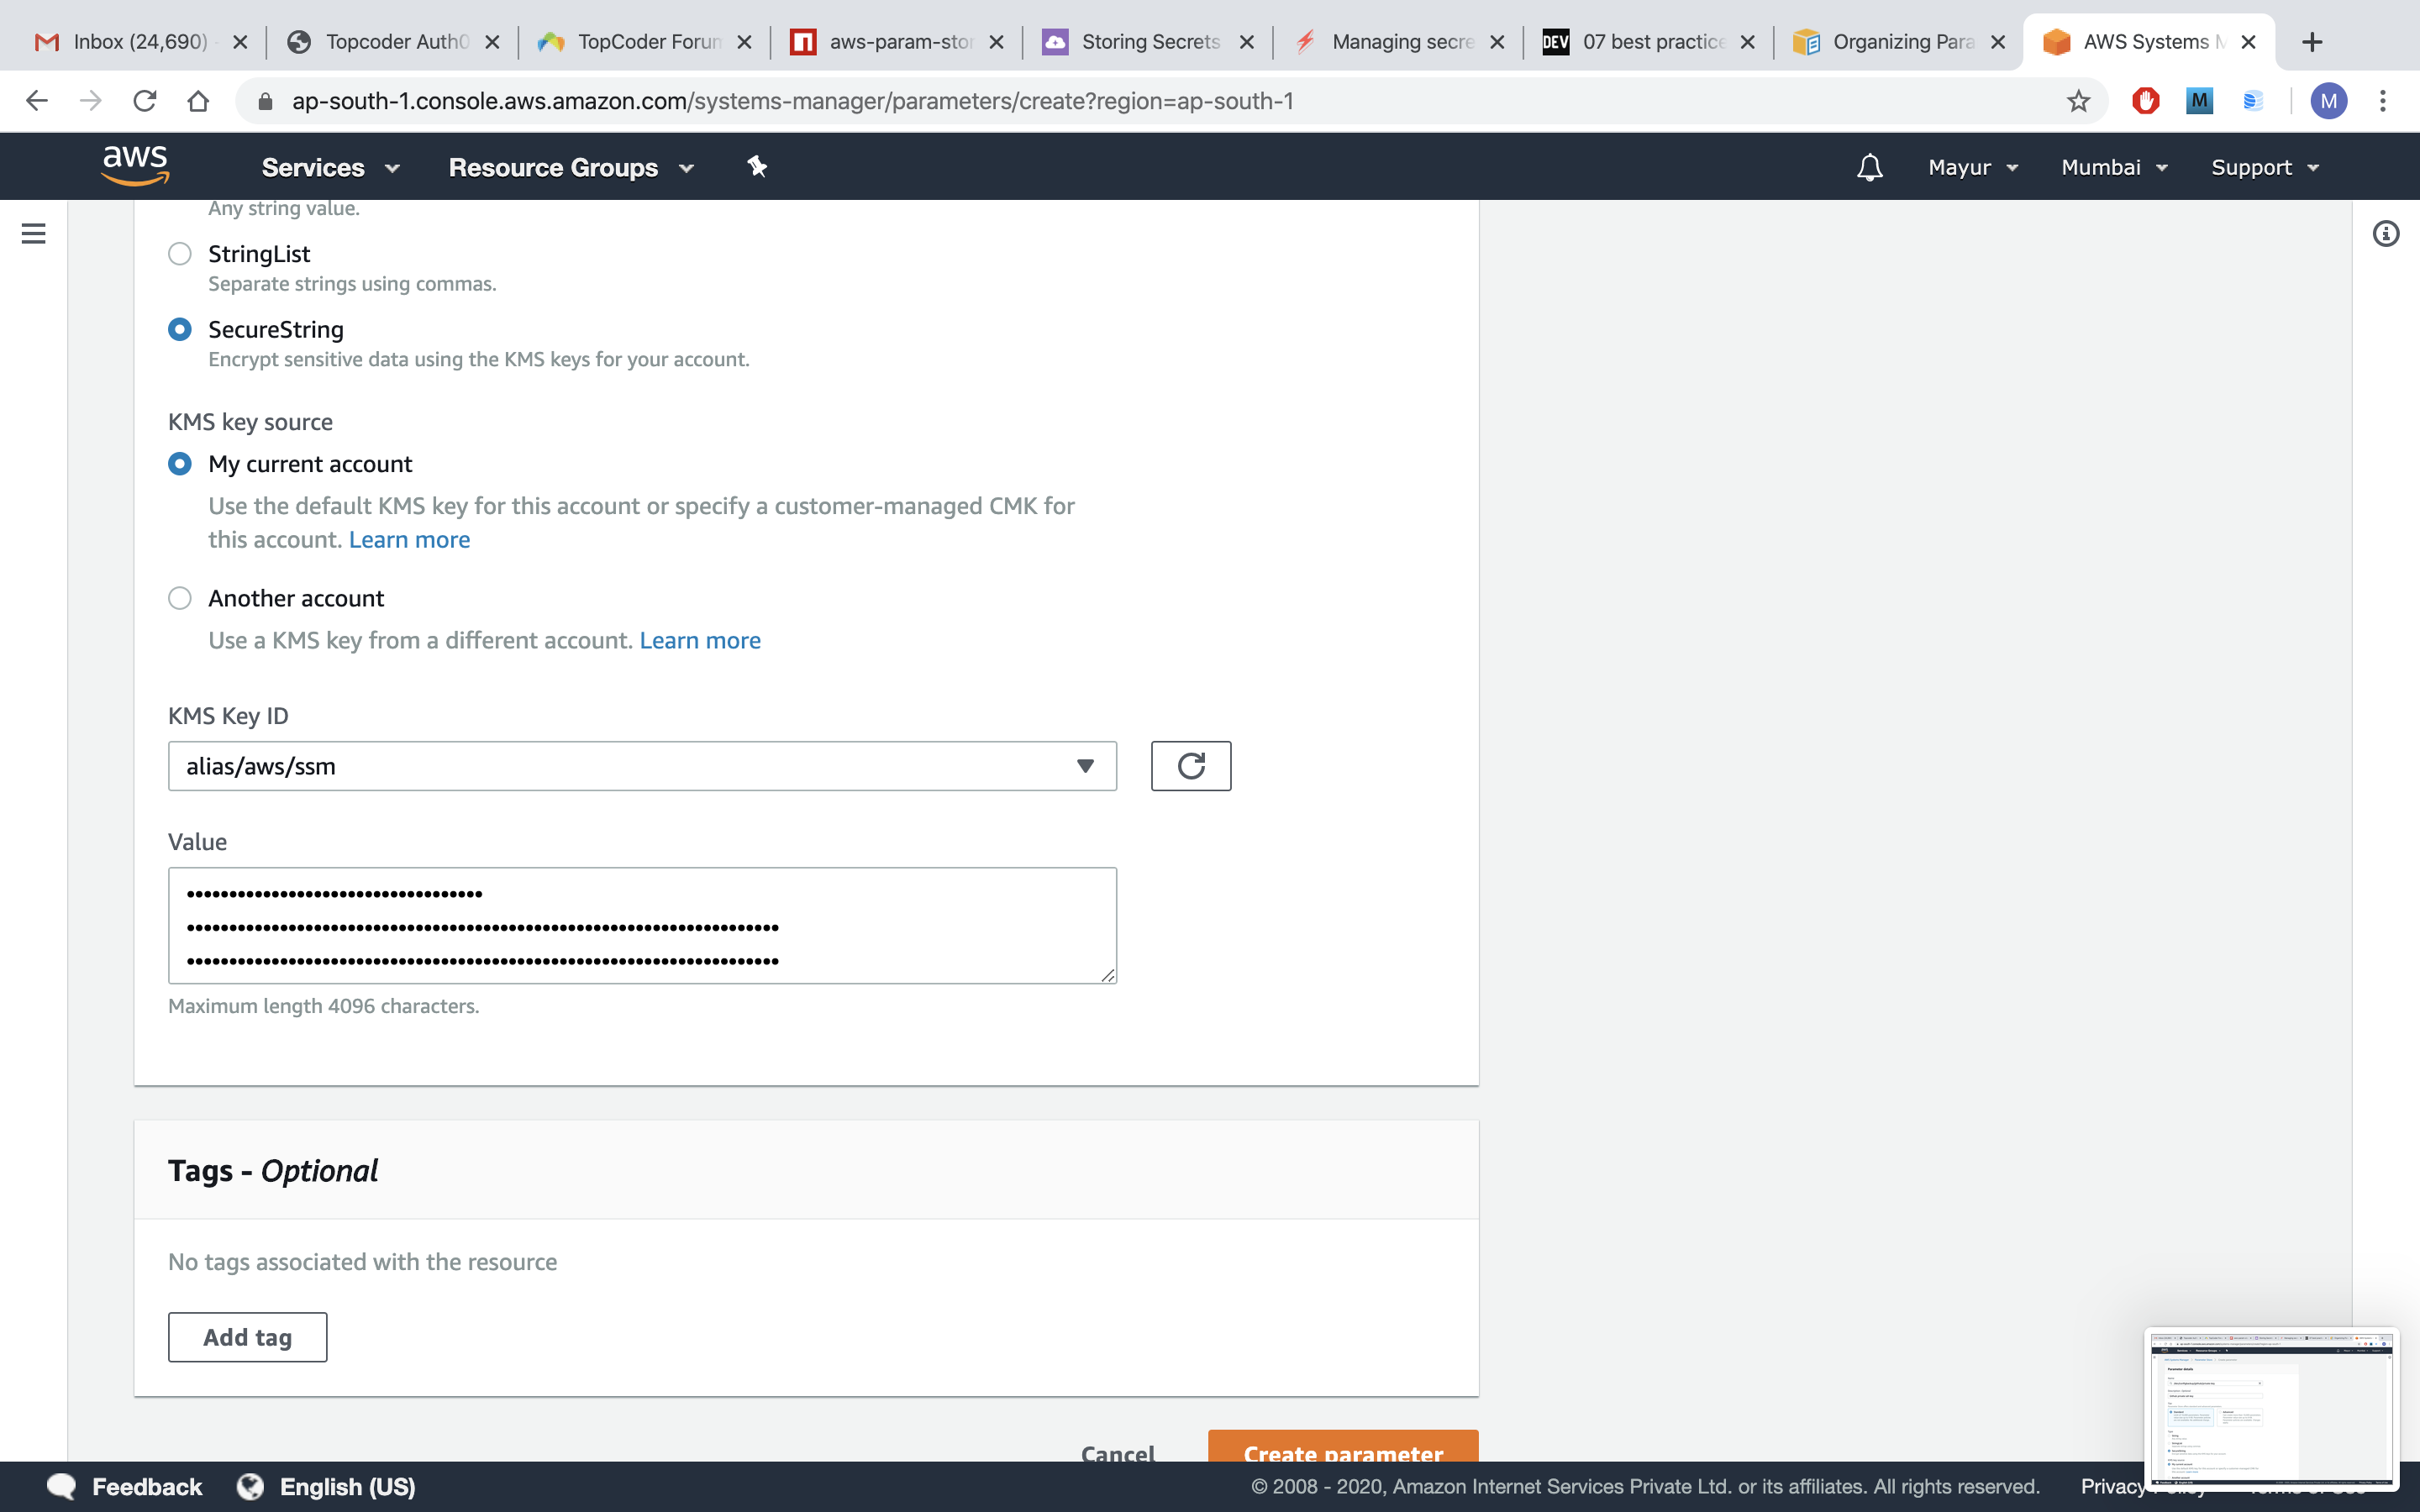 Inbox (24,690)
Topcoder Auth0
TopCoder Forun
aws-param-stor
Storing Secrets
Managing secre
DEV 07 best practice
Organizing Para
AWS Systems M
ap-south-1.console.aws.amazon.com/systems-manager/parameters/create?region=ap-south-1
M
M
aws
Services
Resource Groups
Mayur
Mumbai
Support
Any string value.
StringList
Separate strings using commas.
SecureString
Encrypt sensitive data using the KMS keys for your account.
KMS key source
My current account
Use the default KMS key for this account or specify a customer-managed CMK for
this account. Learn more
Another account
Use a KMS key from a different account. Learn more
KMS Key ID
alias/aws/ssm
Value
••••••••••••••••••••••••••••••••
••••••••••••••••••••••••••••••••••••••••••••••••••••••••••••••••
••••••••••••••••••••••••••••••••••••••••••••••••••••••••••••••••
Maximum length 4096 characters.
Tags - Optional
No tags associated with the resource
Add tag
Cancel
Create parameter
Feedback
English (US)
© 2008 - 2020, Amazon Internet Services Private Ltd. or its affiliates. All rights reserved.
Privacy